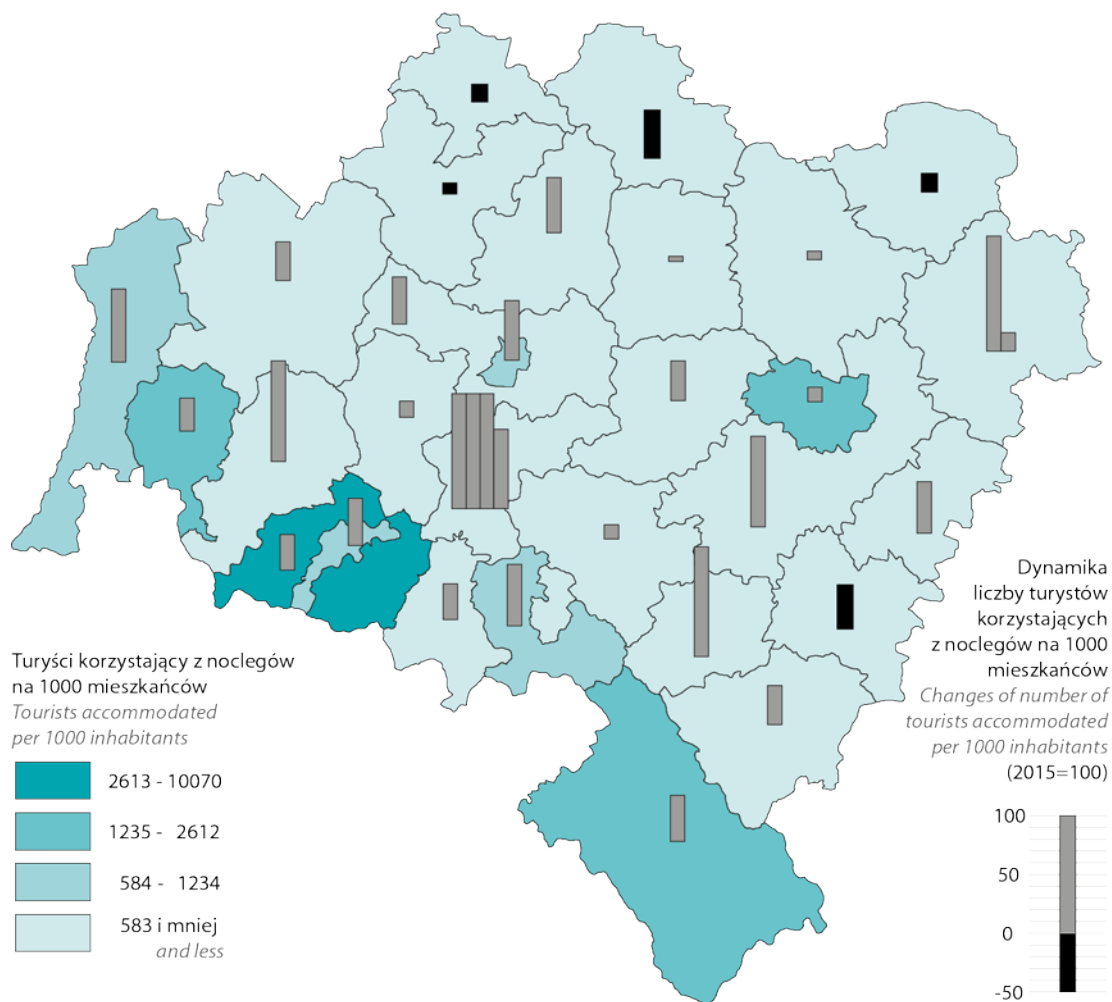 Turyści korzystający z noclegów
na 1000 mieszkańców
Tourists accommodated
per 1000 inhabitants
2613 - 10070
1235 - 2612
584 - 1234
583 i mniej
and less
Dynamika
liczby turystów
korzystających
z noclegów na 1000
mieszkańców
Changes of number of
tourists accommodated
per 1000 inhabitants
(2015=100)
100
50
0
-50